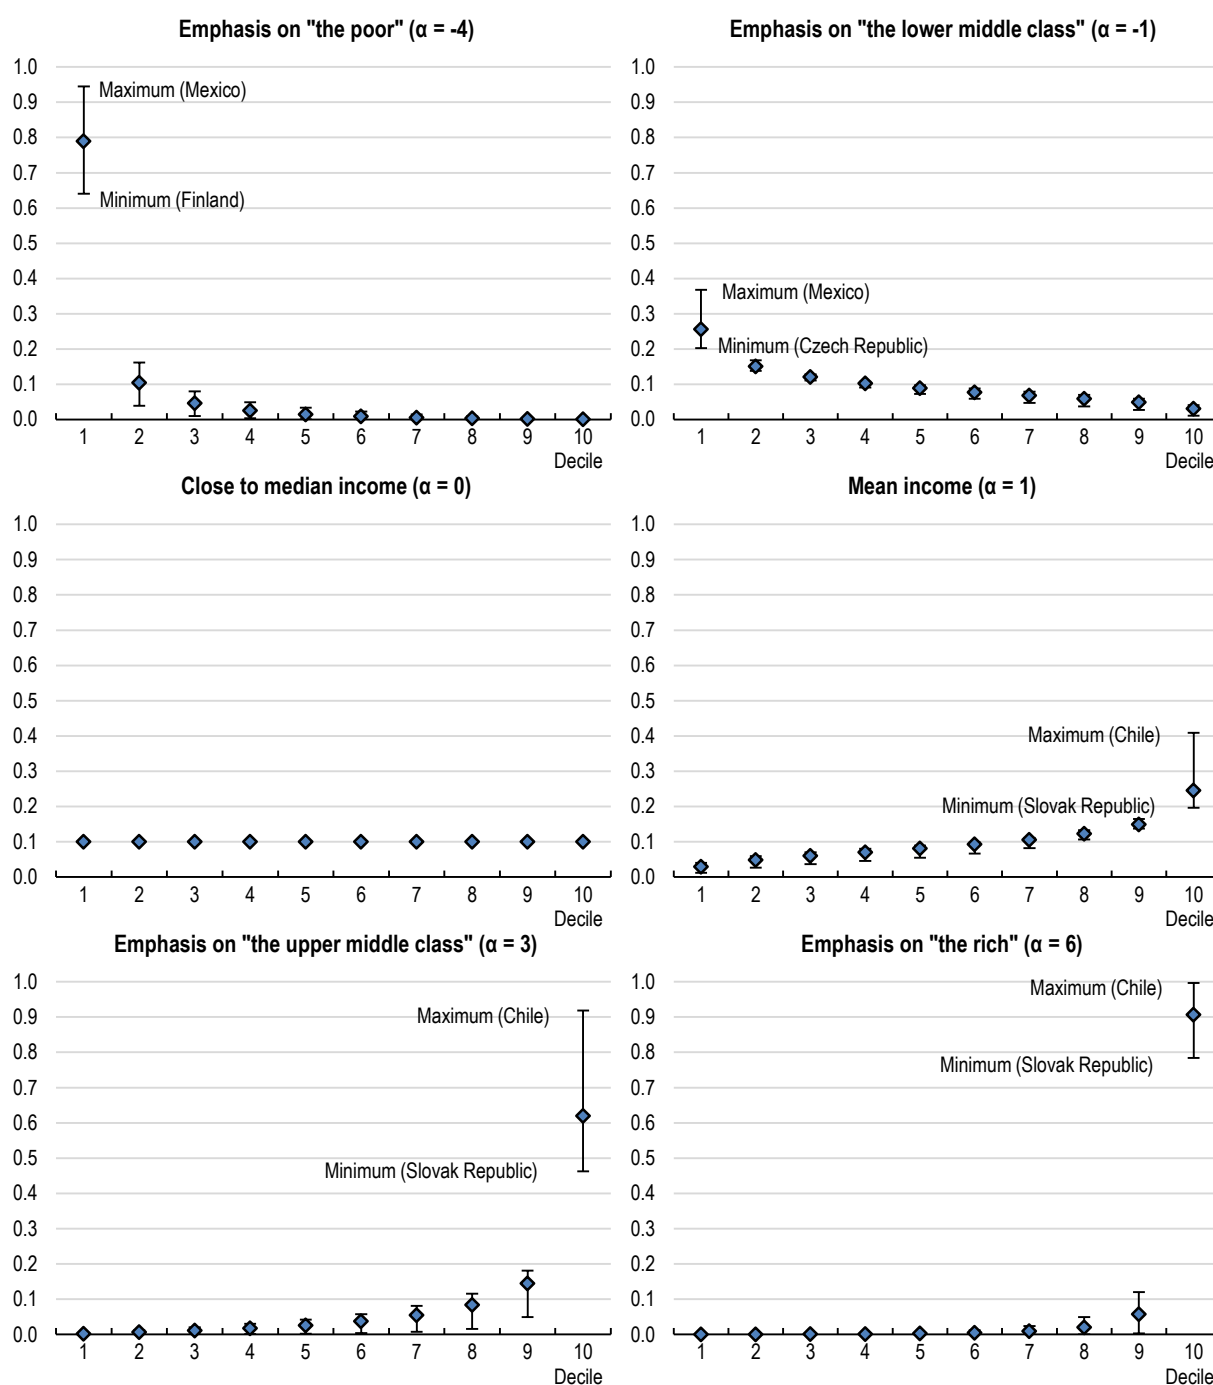 Emphasis on "the poor" (α = -4)
1.0
0.9
0.8
0.7
0.6
0.5
0.4
0.3
0.2
0.1
0.0
Maximum (Mexico)
Minimum (Finland)
1 2 3 4 5 6 7 8 9 10
Decile
Emphasis on "the lower middle class" (α = -1)
1.0
0.9
0.8
0.7
0.6
0.5
0.4
0.3
0.2
0.1
0.0
Maximum (Mexico)
Minimum (Czech Republic)
1 2 3 4 5 6 7 8 9 10
Decile
Close to median income (α = 0)
1.0
0.9
0.8
0.7
0.6
0.5
0.4
0.3
0.2
0.1
0.0
1 2 3 4 5 6 7 8 9 10
Decile
Mean income (α = 1)
1.0
0.9
0.8
0.7
0.6
0.5
0.4
0.3
0.2
0.1
0.0
Maximum (Chile)
Minimum (Slovak Republic)
1 2 3 4 5 6 7 8 9 10
Decile
Emphasis on "the upper middle class" (α = 3)
1.0
0.9
0.8
0.7
0.6
0.5
0.4
0.3
0.2
0.1
0.0
Maximum (Chile)
Minimum (Slovak Republic)
1 2 3 4 5 6 7 8 9 10
Decile
Emphasis on "the rich" (α = 6)
1.0
0.9
0.8
0.7
0.6
0.5
0.4
0.3
0.2
0.1
0.0
Maximum (Chile)
Minimum (Slovak Republic)
1 2 3 4 5 6 7 8 9 10
Decile